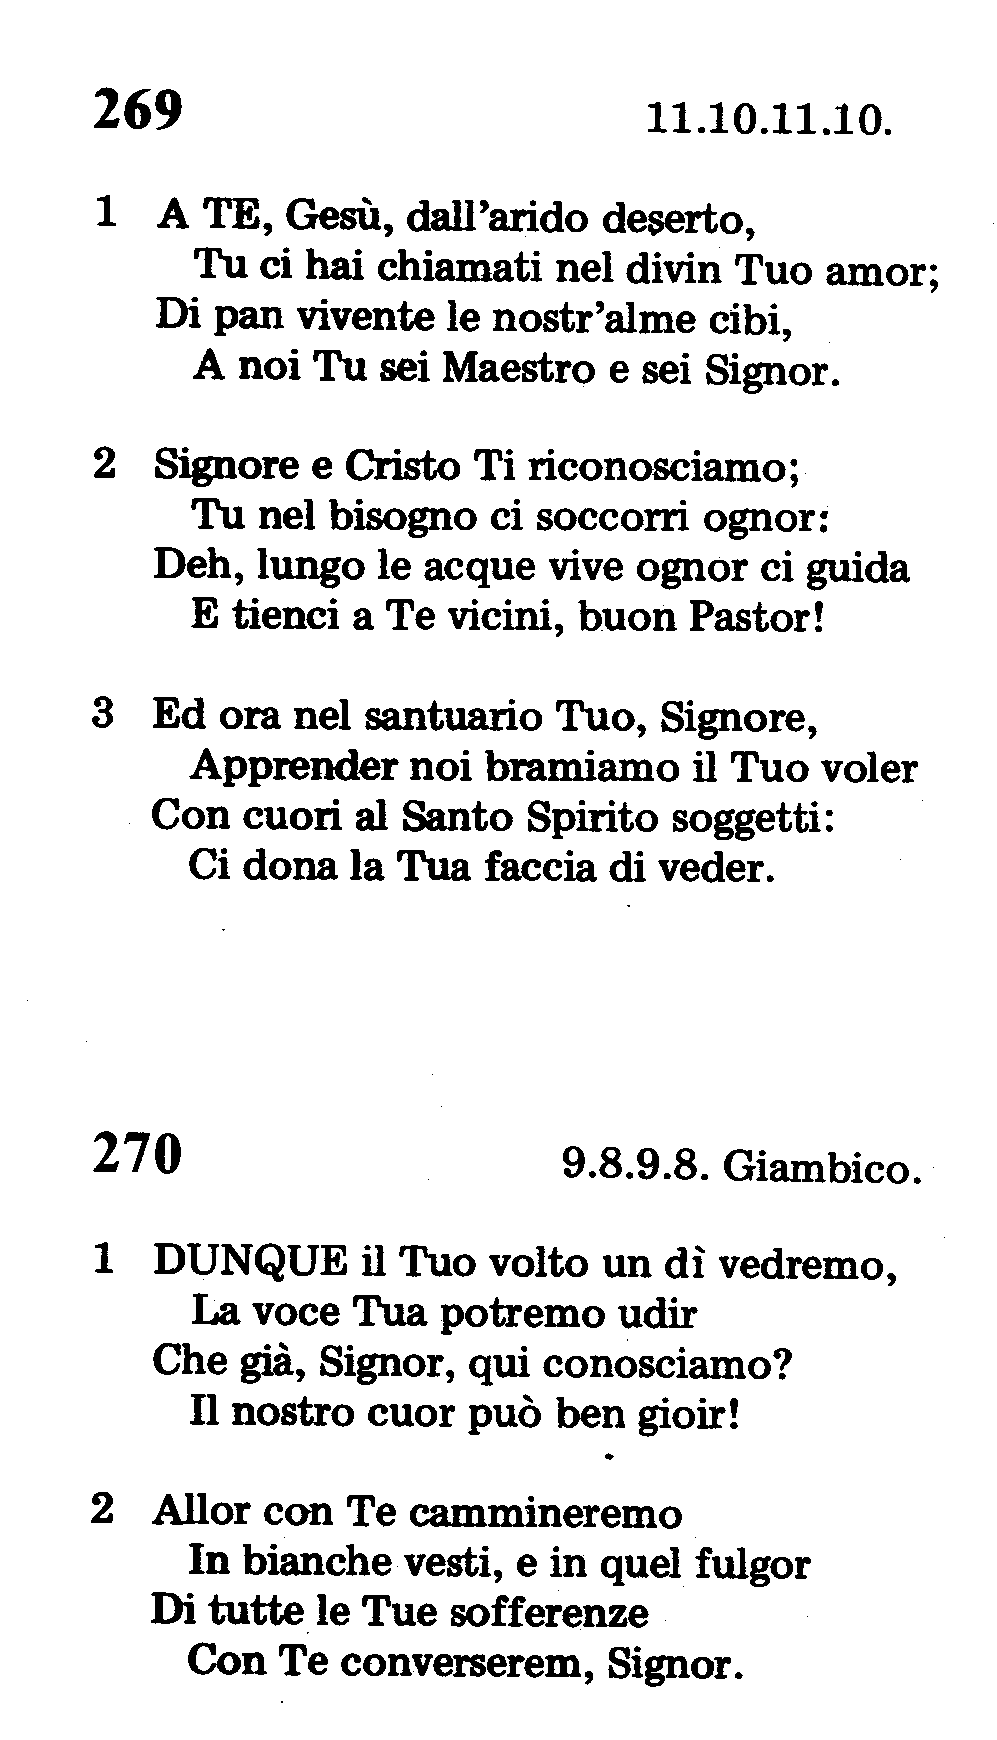 269 11.10.11.10.
1 A TE, Gesù, dall'arido deserto,
Tu ci hai chiamati nel divin Tuo amor;
Di pan vivente le nostr'alme cibi,
A noi Tu sei Maestro e sei Signor.
2 Signore e Cristo Ti riconosciamo;
Tu nel bisogno ci soccorri ognor:
Deh, lungo le acque vive ognor ci guida
E tienci a Te vicini, buon Pastor!
3 Ed ora nel santuario Tuo, Signore,
Apprender noi bramiamo il Tuo voler
Con cuori al Santo Spirito soggetti:
Ci dona la Tua faccia di veder.
270 9.8.9.8. Giambico.
1 DUNQUE il Tuo volto un dì vedremo,
La voce Tua potremo udir
Che già, Signor, qui conosciamo?
Il nostro cuor può ben gioir!
2 Allor con Te cammineremo
In bianche vesti, e in quel fulgor
Di tutte le Tue sofferenze
Con Te converserem, Signor.